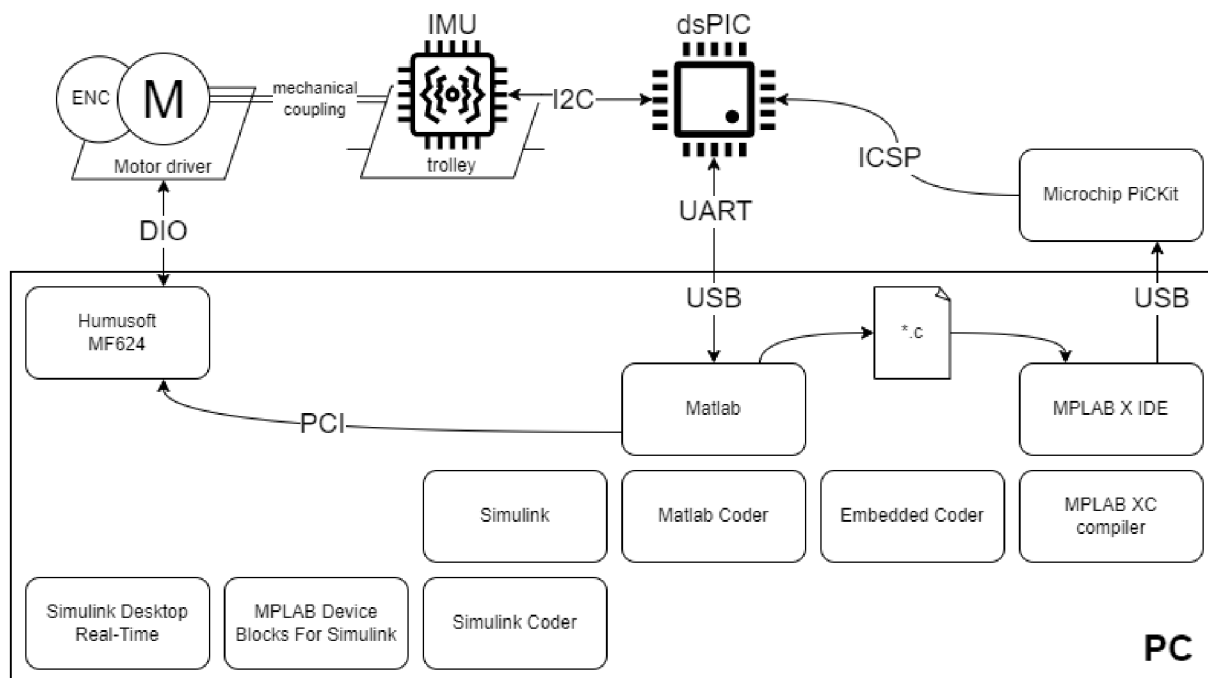 IMU
dsPIC
ENC
M
mechanical
coupling
I2C
Motor driver
trolley
ICSP
Microchip PiCKit
DIO
UART
USB
USB
Humusoft
MF624
*.c
Matlab
MPLAB X IDE
PCI
Simulink
Matlab Coder
Embedded Coder
MPLAB XC
compiler
Simulink Desktop
Real-Time
MPLAB Device
Blocks For Simulink
Simulink Coder
PC